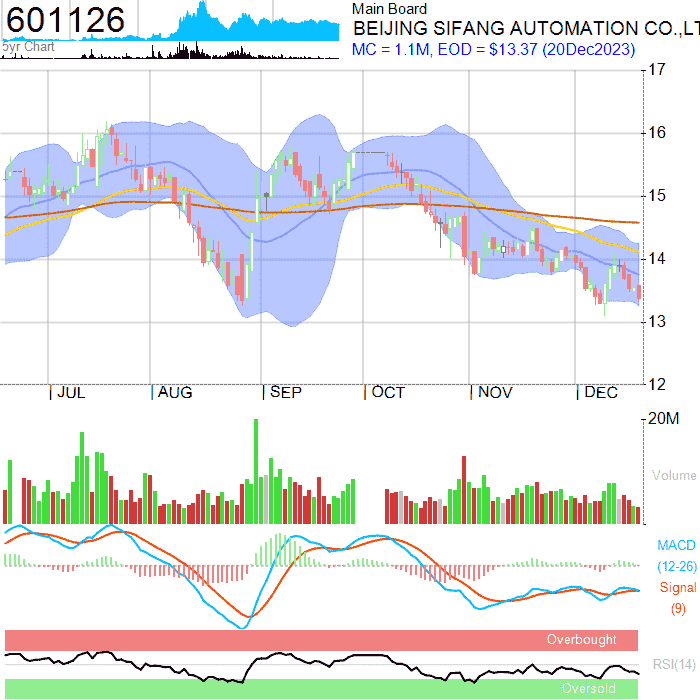 601126
5yr Chart
Main Board
BEIJING SIFANG AUTOMATION CO.,LT
MC = 1.1M, EOD = $13.37 (20Dec2023)
17
16
15
14
13
12
JUL
AUG
SEP
OCT
NOV
DEC
20M
Volume
MACD
(12-26)
Signal
(9)
Overbought
RSI(14)
Oversold